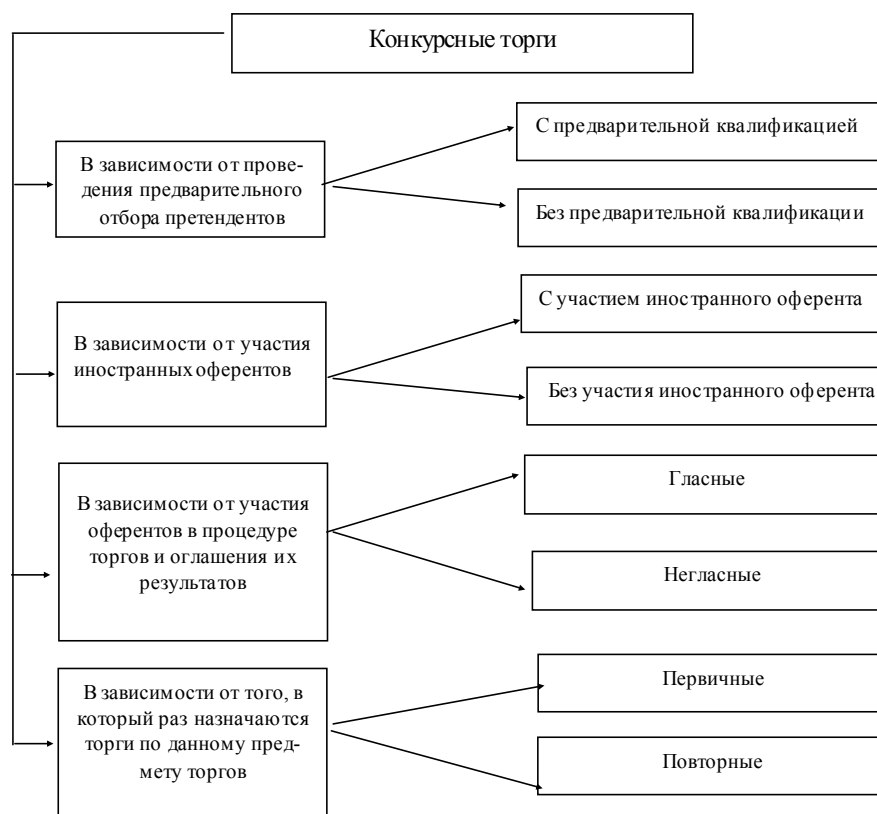 Конкурсные торги
С предварительной квалификацией
В зависимости от прове-
дения предварительного
отбора претендентов
Без предварительной квалификации
С участием иностранного оферента
В зависимости от участия
иностранных оферентов
Без участия иностранного оферента
Гласные
В зависимости от участия
оферентов в процедуре
торгов и оглашения их
результатов
Негласные
Первичные
В зависимости от того, в
который раз назначаются
торги по данному пред-
мету торгов
Повторные